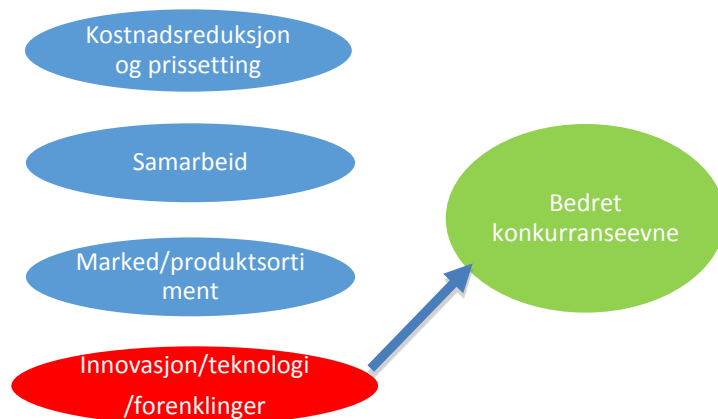 Kostnadsreduksjon
og prissetting
Samarbeid
Bedret
konkurranseevne
Marked/produktsorti
ment
Innovasjon/teknologi
/forenklinger